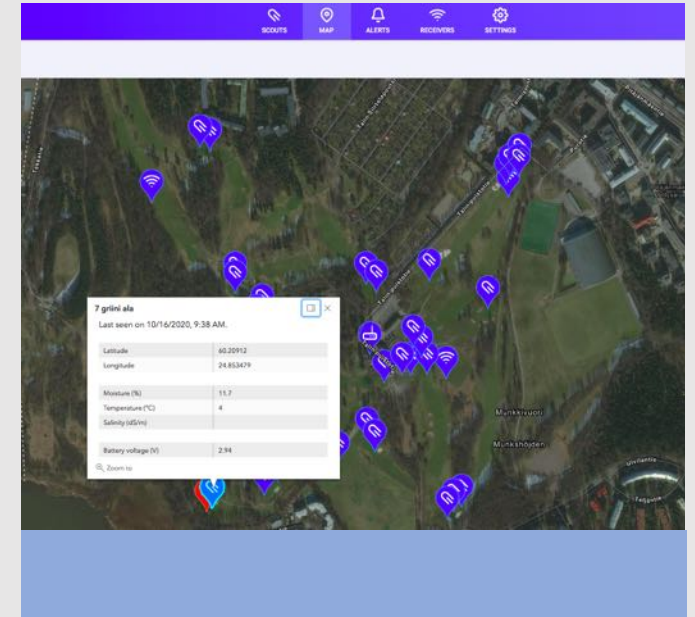 SCOUTS MAP ALERTS RECEIVERS SETTINGS
7 griini ala
Last seen on 10/16/2020, 9:38 AM.
Latitude 60.20912
Longitude 24.853479
Moisture (%) 11.7
Temperature (°C) 4
Salinity (dS/m)
Battery voltage (V) 2.94
Zoom to
Munkkivuori
Munkshöjden
Ulvilantie